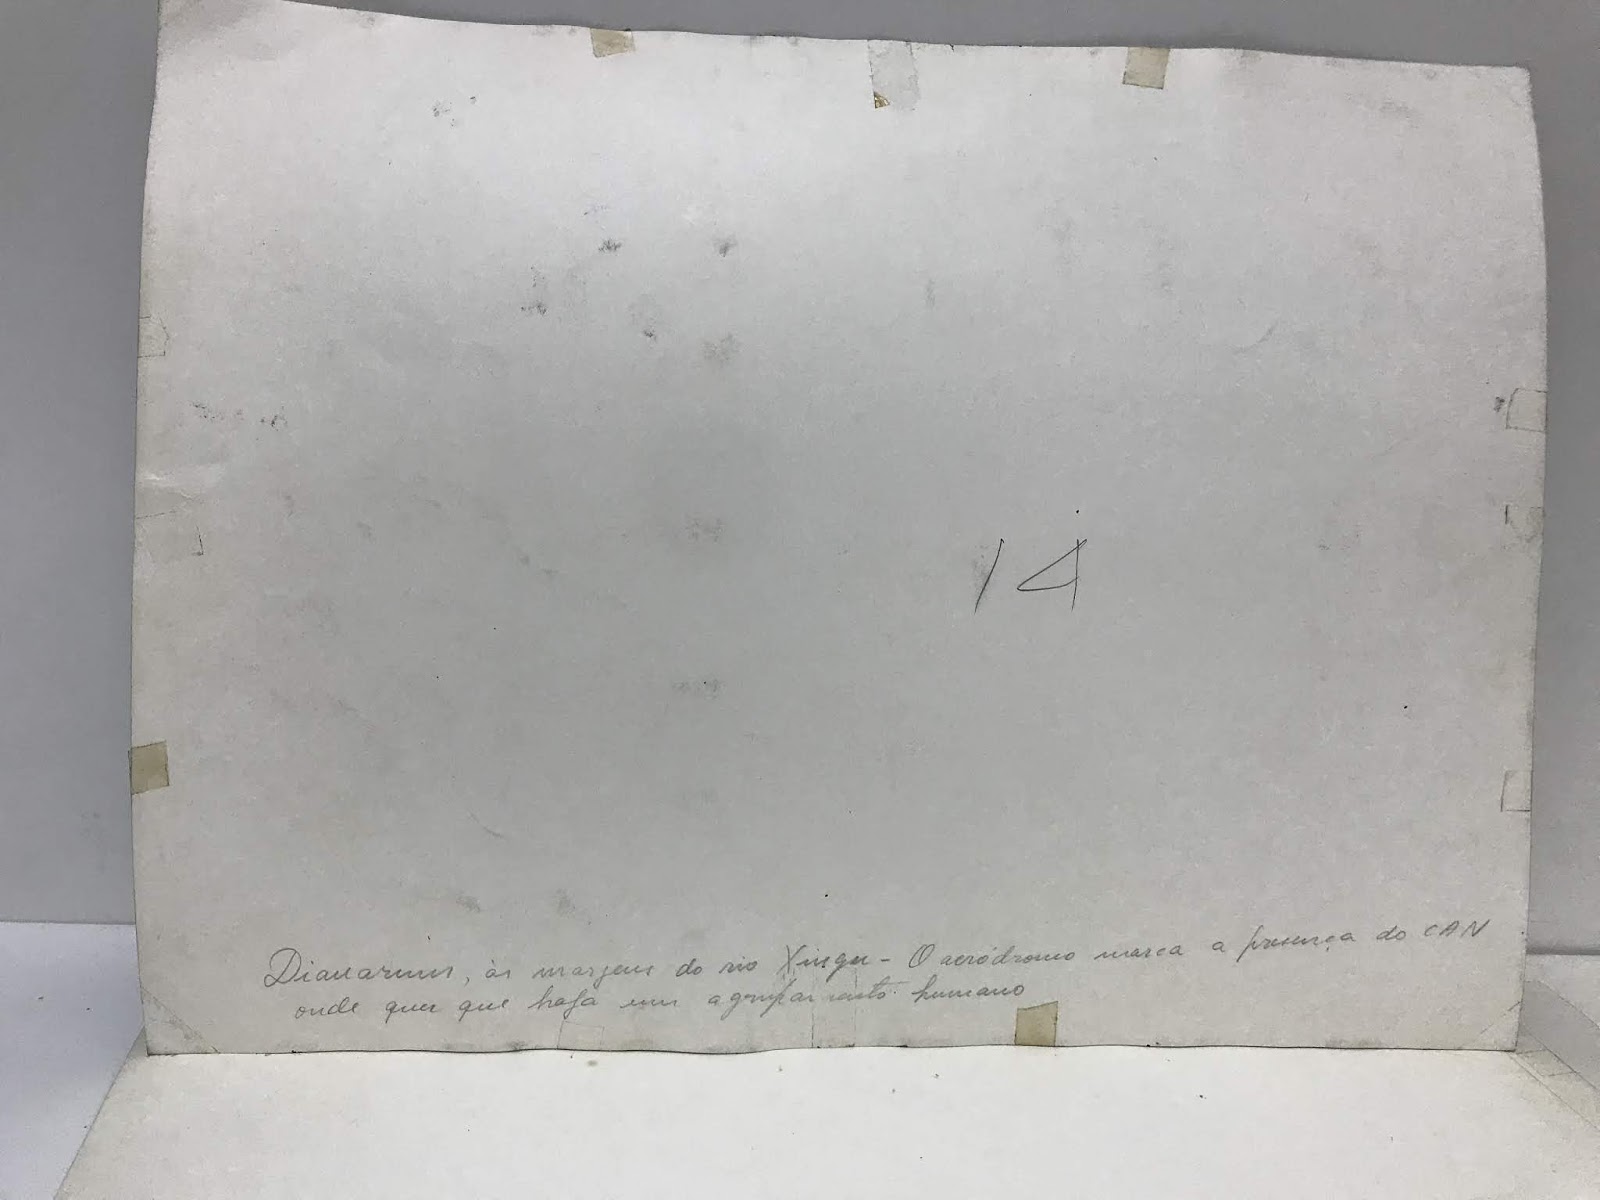 14
Diauarum, às margens do rio Xingu - O aeródromo marca a presença do CAN
onde quer que haja um agrupamento humano